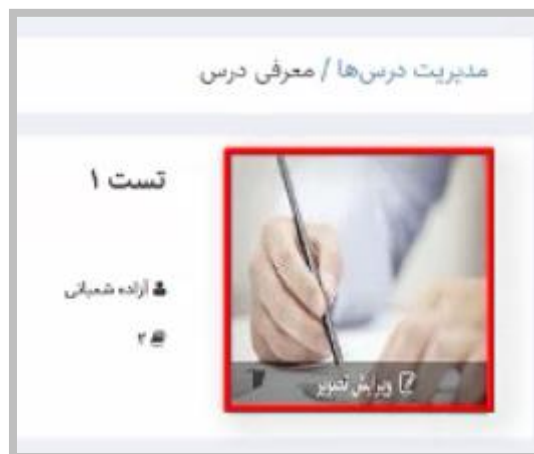 مدیریت درس‌ها / معرفی درس
تست ۱
آزاده شعبانی
۲
ویرایش تصویر